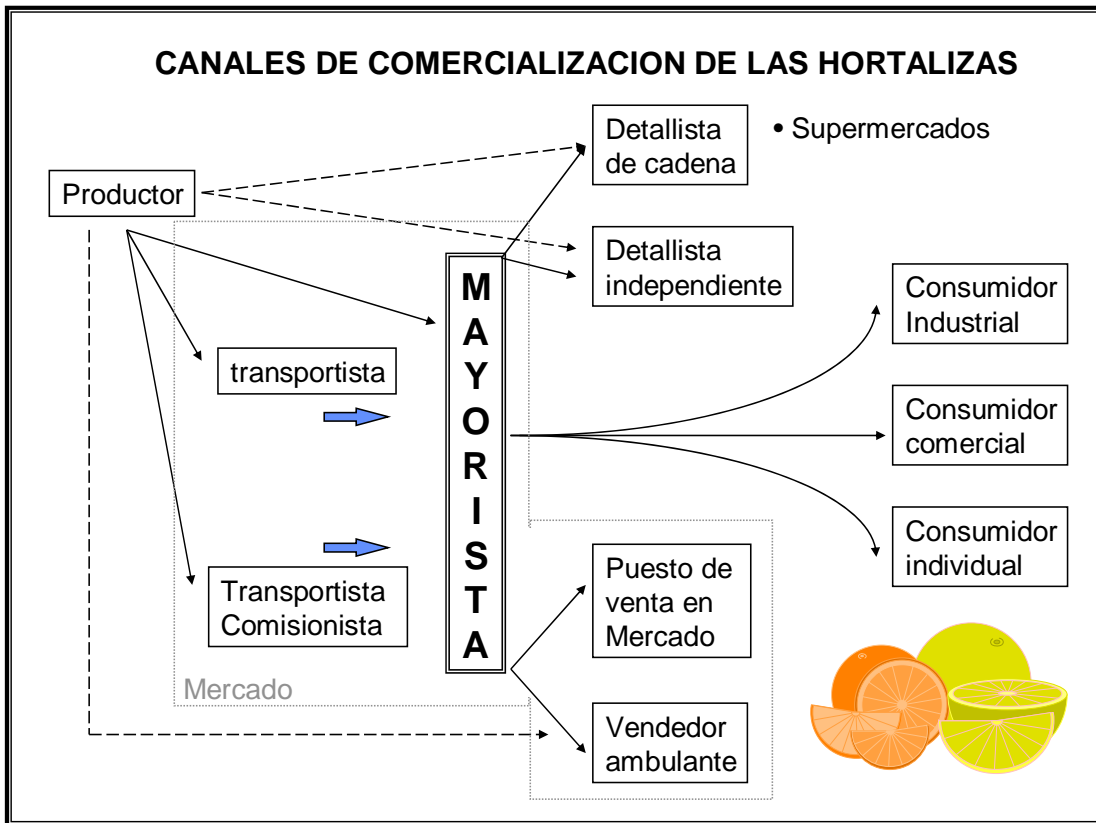 CANALES DE COMERCIALIZACION DE LAS HORTALIZAS
Detallista
de cadena
• Supermercados
Productor
Detallista
independiente
MAYORISTA
Consumidor
Industrial
transportista
Consumidor
comercial
Consumidor
individual
Puesto de
venta en
Mercado
Transportista
Comisionista
Mercado
Vendedor
ambulante